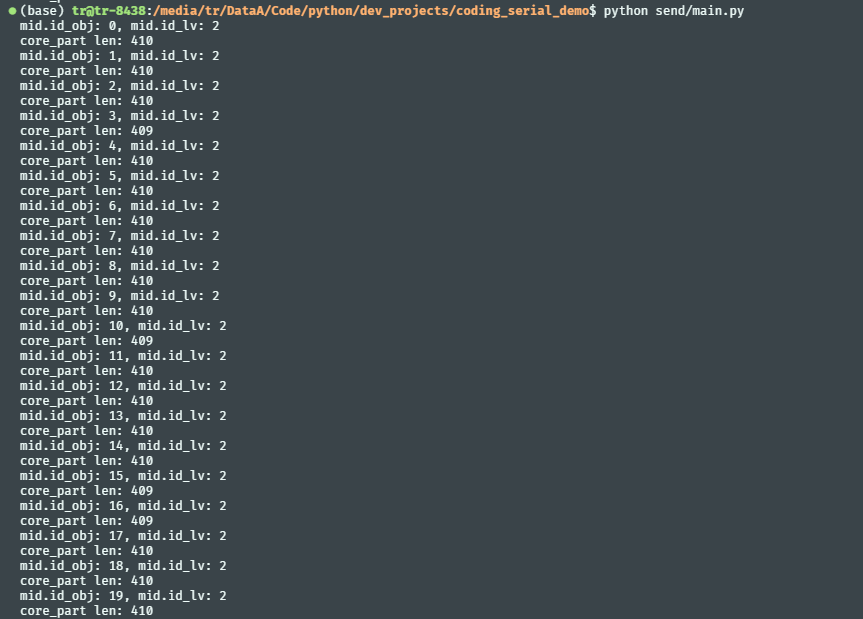 (base) tr@tr-8438:/media/tr/DataA/Code/python/dev_projects/coding_serial_demo$ python send/main.py
mid.id_obj: 0, mid.id_lv: 2
core_part len: 410
mid.id_obj: 1, mid.id_lv: 2
core_part len: 410
mid.id_obj: 2, mid.id_lv: 2
core_part len: 410
mid.id_obj: 3, mid.id_lv: 2
core_part len: 409
mid.id_obj: 4, mid.id_lv: 2
core_part len: 410
mid.id_obj: 5, mid.id_lv: 2
core_part len: 410
mid.id_obj: 6, mid.id_lv: 2
core_part len: 410
mid.id_obj: 7, mid.id_lv: 2
core_part len: 410
mid.id_obj: 8, mid.id_lv: 2
core_part len: 410
mid.id_obj: 9, mid.id_lv: 2
core_part len: 410
mid.id_obj: 10, mid.id_lv: 2
core_part len: 409
mid.id_obj: 11, mid.id_lv: 2
core_part len: 410
mid.id_obj: 12, mid.id_lv: 2
core_part len: 410
mid.id_obj: 13, mid.id_lv: 2
core_part len: 410
mid.id_obj: 14, mid.id_lv: 2
core_part len: 410
mid.id_obj: 15, mid.id_lv: 2
core_part len: 409
mid.id_obj: 16, mid.id_lv: 2
core_part len: 409
mid.id_obj: 17, mid.id_lv: 2
core_part len: 410
mid.id_obj: 18, mid.id_lv: 2
core_part len: 410
mid.id_obj: 19, mid.id_lv: 2
core_part len: 410